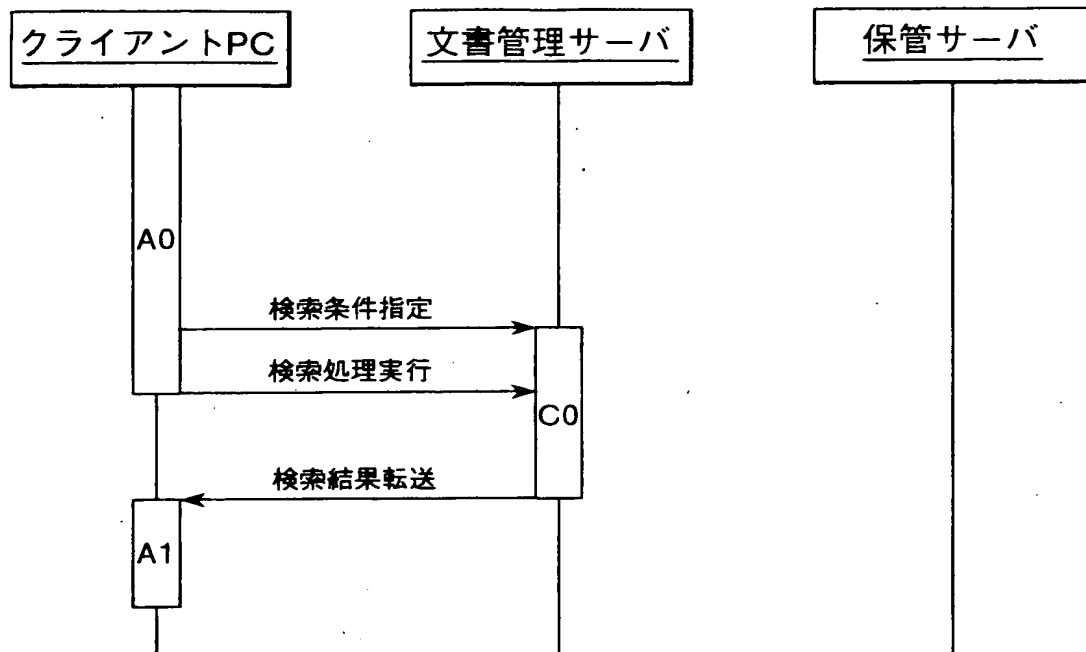 クライアントPC
文書管理サーバ
保管サーバ
A0
検索条件指定
検索処理実行
C0
検索結果転送
A1